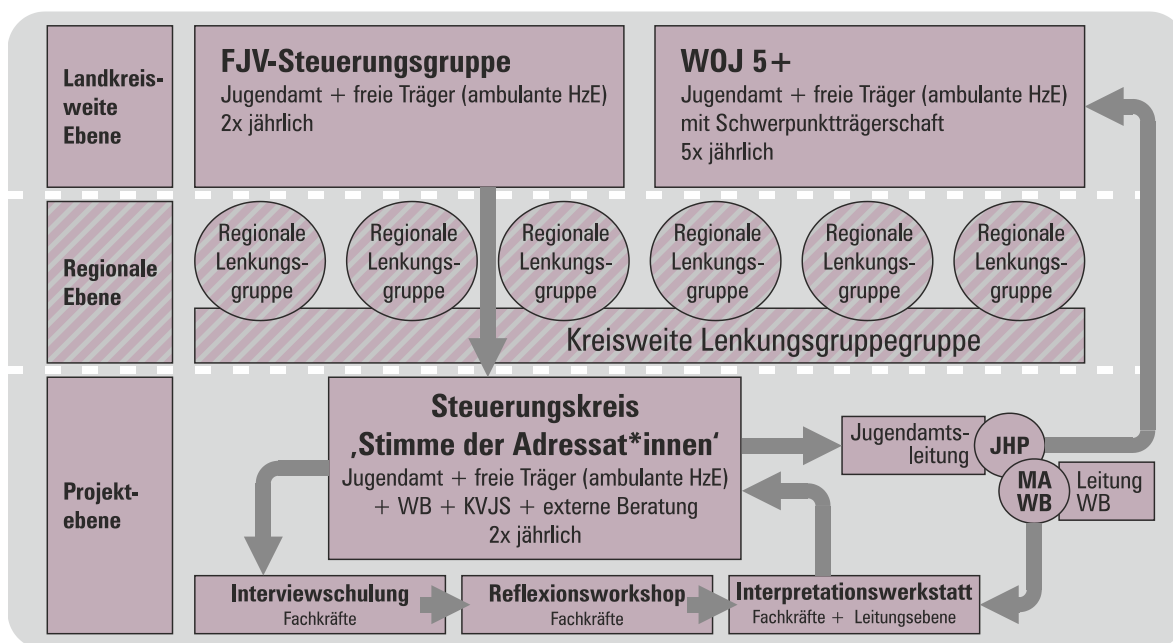 Landkreis-
weite
Ebene
FJV-Steuerungsgruppe
Jugendamt + freie Träger (ambulante HzE)
2x jährlich
WOJ 5+
Jugendamt + freie Träger (ambulante HzE)
mit Schwerpunktträgerschaft
5x jährlich
Regionale
Ebene
Regionale
Lenkungs-
gruppe
Regionale
Lenkungs-
gruppe
Regionale
Lenkungs-
gruppe
Regionale
Lenkungs-
gruppe
Regionale
Lenkungs-
gruppe
Regionale
Lenkungs-
gruppe
Kreisweite Lenkungsgruppegruppe
Projekt-
ebene
Steuerungskreis
‚Stimme der Adressat*innen‘
Jugendamt + freie Träger (ambulante HzE)
+ WB + KVJS + externe Beratung
2x jährlich
Jugendamts-
leitung
JHP
MA
WB
Leitung
WB
Interviewschulung
Fachkräfte
Reflexionsworkshop
Fachkräfte
Interpretationswerkstatt
Fachkräfte + Leitungsebene